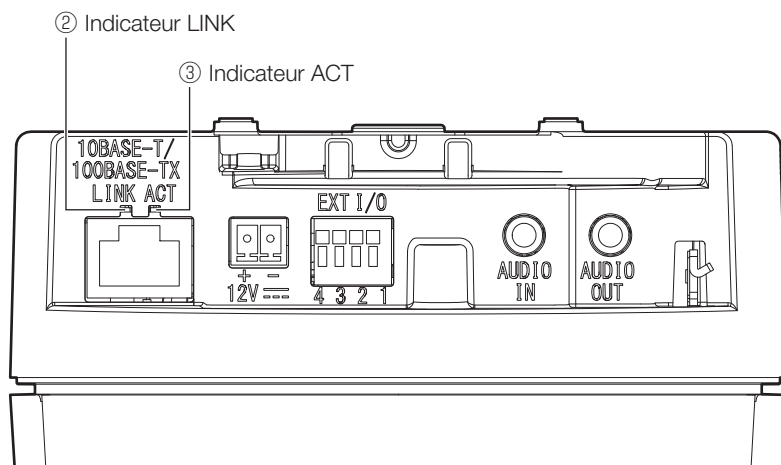 ② Indicateur LINK
③ Indicateur ACT
10BASE-T/
100BASE-TX
LINK ACT
EXT I/O
+ −
12V ⎓
4 3 2 1
AUDIO
IN
AUDIO
OUT